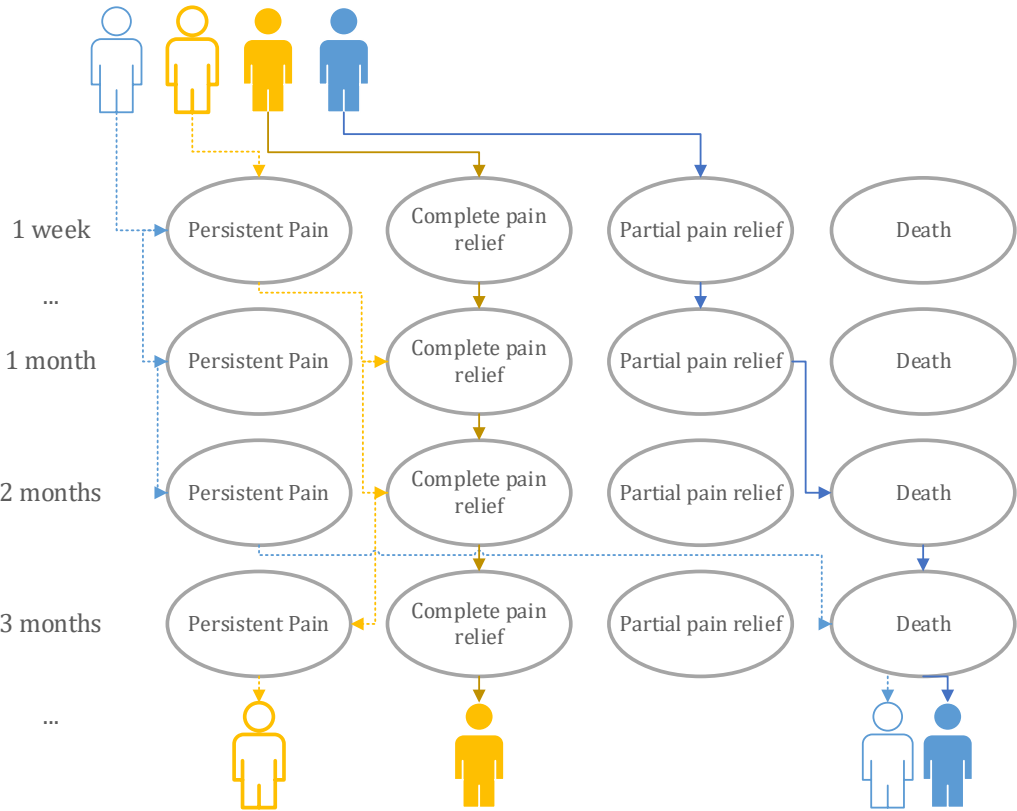 1 week
Persistent Pain
Complete pain
relief
Partial pain relief
Death
...
1 month
Persistent Pain
Complete pain
relief
Partial pain relief
Death
2 months
Persistent Pain
Complete pain
relief
Partial pain relief
Death
3 months
Persistent Pain
Complete pain
relief
Partial pain relief
Death
...